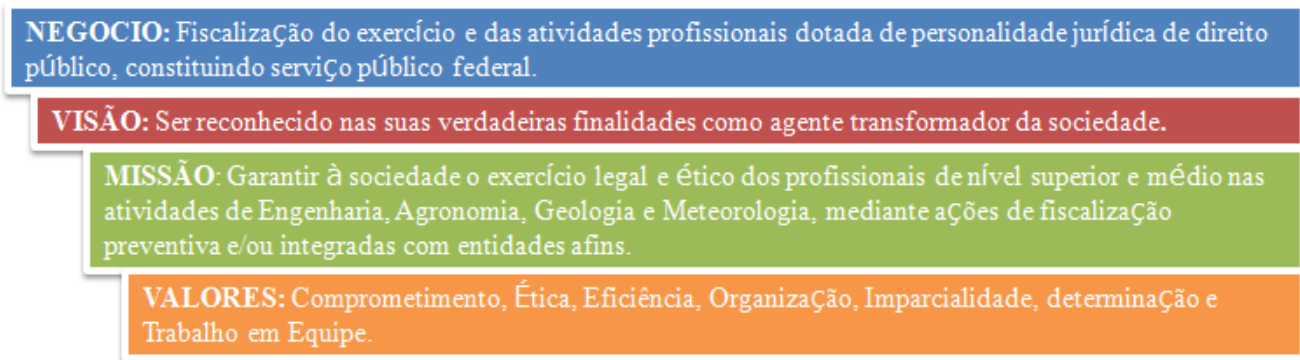 NEGOCIO: Fiscalização do exercício e das atividades profissionais dotada de personalidade jurídica de direito
público, constituindo serviço público federal.
VISÃO: Ser reconhecido nas suas verdadeiras finalidades como agente transformador da sociedade.
MISSÃO: Garantir à sociedade o exercício legal e ético dos profissionais de nível superior e médio nas
atividades de Engenharia, Agronomia, Geologia e Meteorologia, mediante ações de fiscalização
preventiva e/ou integradas com entidades afins.
VALORES: Comprometimento, Ética, Eficiência, Organização, Imparcialidade, determinação e
Trabalho em Equipe.